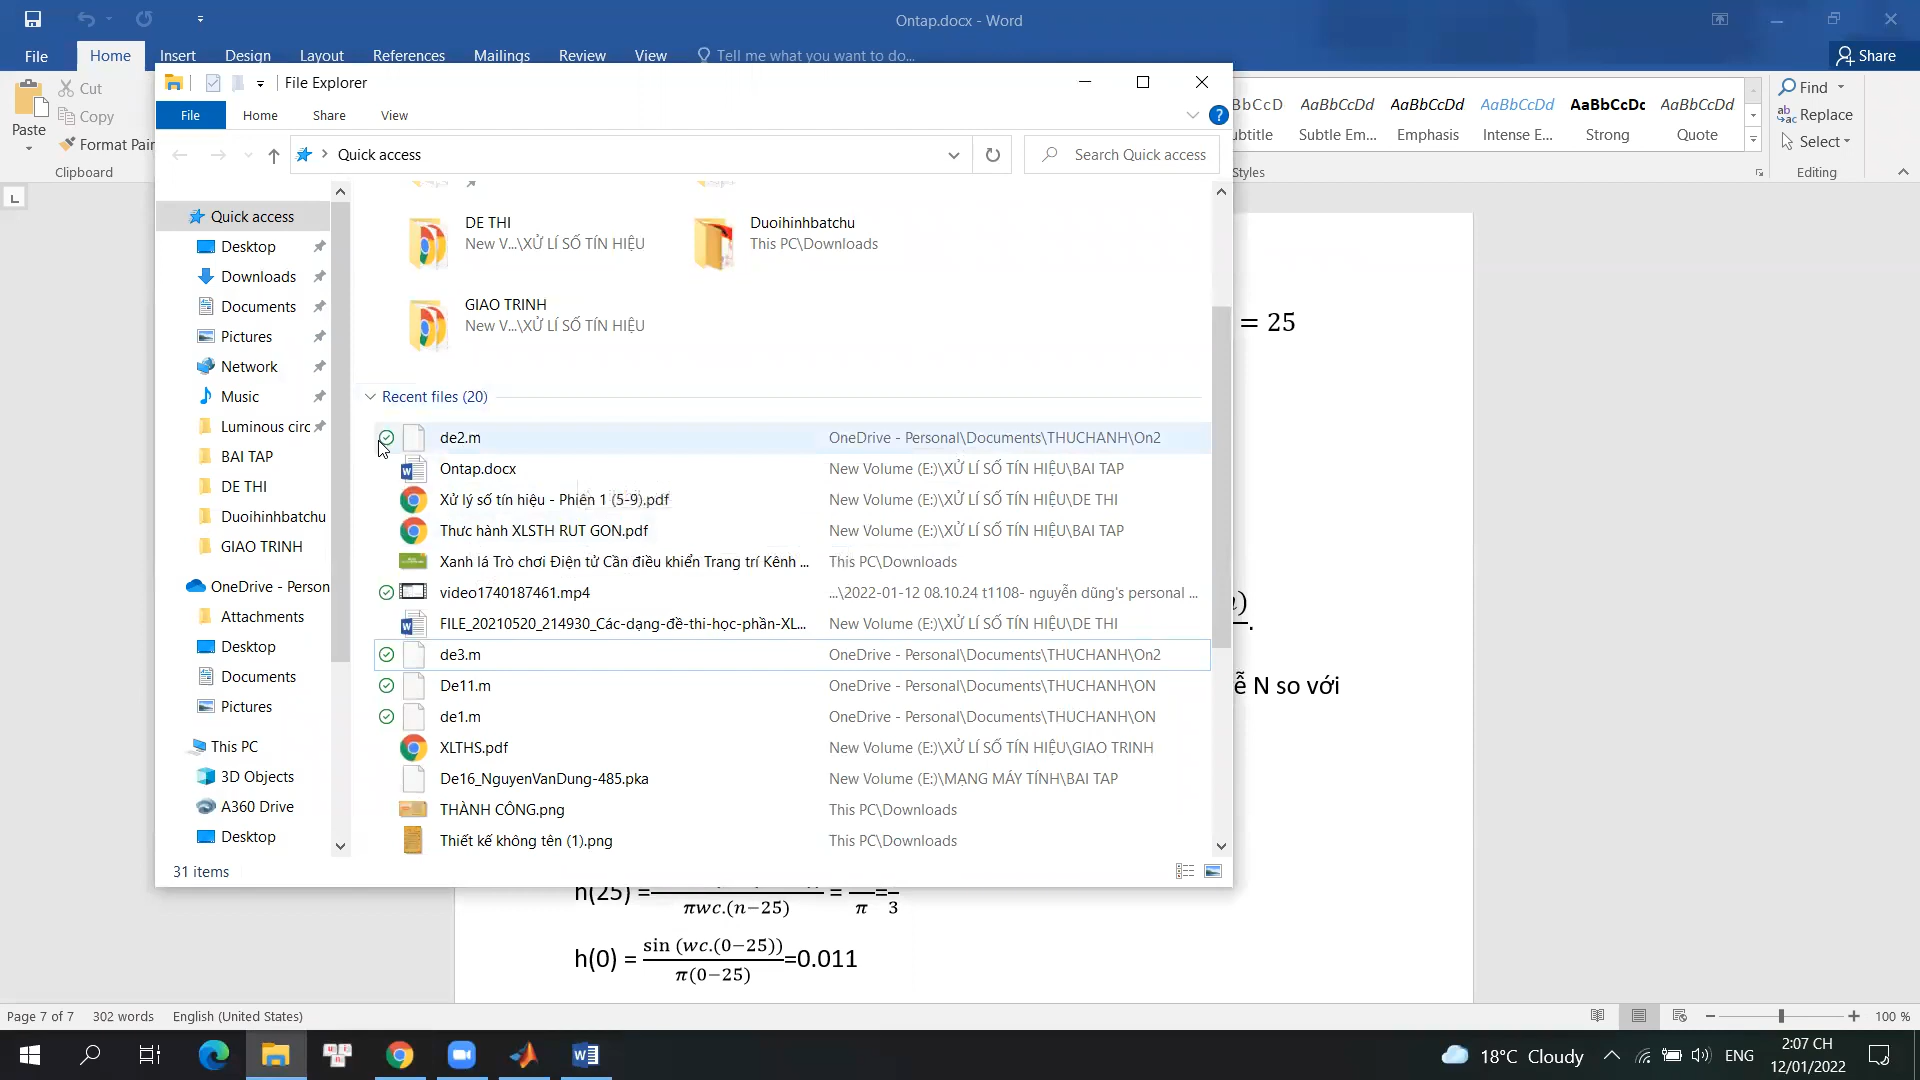 Ontap.docx - Word
File Home Insert Design Layout References Mailings Review View Tell me what you want to do...
Share
Paste
Cut
Copy
Format Pain
Clipboard
File Explorer
File Home Share View
Quick access
Search Quick access
BbCcD AaBbCcDd AaBbCcDd AaBbCcDd AaBbCcDc AaBbCcDd
ubtitle Subtle Em... Emphasis Intense E... Strong Quote
Styles
Find
Replace
Select
Editing
Quick access
Desktop
Downloads
Documents
Pictures
Network
Music
Luminous circ
BAI TAP
DE THI
Duoihinhbatchu
GIAO TRINH
OneDrive - Person
Attachments
Desktop
Documents
Pictures
This PC
3D Objects
A360 Drive
Desktop
DE THI
New V...\XỬ LÍ SỐ TÍN HIỆU
Duoihinhbatchu
This PC\Downloads
GIAO TRINH
New V...\XỬ LÍ SỐ TÍN HIỆU
Recent files (20)
de2.m OneDrive - Personal\Documents\THUCHANH\On2
Ontap.docx New Volume (E:)\XỬ LÍ SỐ TÍN HIỆU\BAI TAP
Xử lý số tín hiệu - Phiên 1 (5-9).pdf New Volume (E:)\XỬ LÍ SỐ TÍN HIỆU\DE THI
Thực hành XLSTH RUT GON.pdf New Volume (E:)\XỬ LÍ SỐ TÍN HIỆU\BAI TAP
Xanh lá Trò chơi Điện tử Cần điều khiển Trang trí Kênh ... This PC\Downloads
video1740187461.mp4 ...\2022-01-12 08.10.24 t1108- nguyễn dũng's personal ...
FILE_20210520_214930_Các-dạng-đề-thi-học-phần-XL... New Volume (E:)\XỬ LÍ SỐ TÍN HIỆU\DE THI
de3.m OneDrive - Personal\Documents\THUCHANH\On2
De11.m OneDrive - Personal\Documents\THUCHANH\ON
de1.m OneDrive - Personal\Documents\THUCHANH\ON
XLTHS.pdf New Volume (E:)\XỬ LÍ SỐ TÍN HIỆU\GIAO TRINH
De16_NguyenVanDung-485.pka New Volume (E:)\MẠNG MÁY TÍNH\BAI TAP
THÀNH CÔNG.png This PC\Downloads
Thiết kế không tên (1).png This PC\Downloads
31 items
= 25
ễ N so với
h(25) = πwc.(n−25) = π = 3
h(0) = sin (wc.(0−25)) / π(0−25) =0.011
Page 7 of 7 302 words English (United States)
100 %
18°C Cloudy
ENG
2:07 CH
12/01/2022